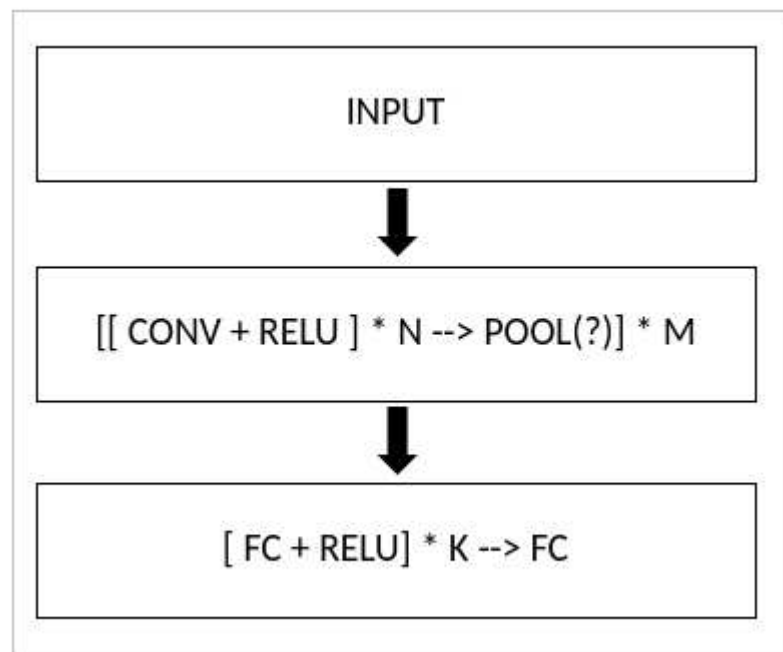 INPUT
[[ CONV + RELU ] * N --> POOL(?)] * M
[ FC + RELU] * K --> FC